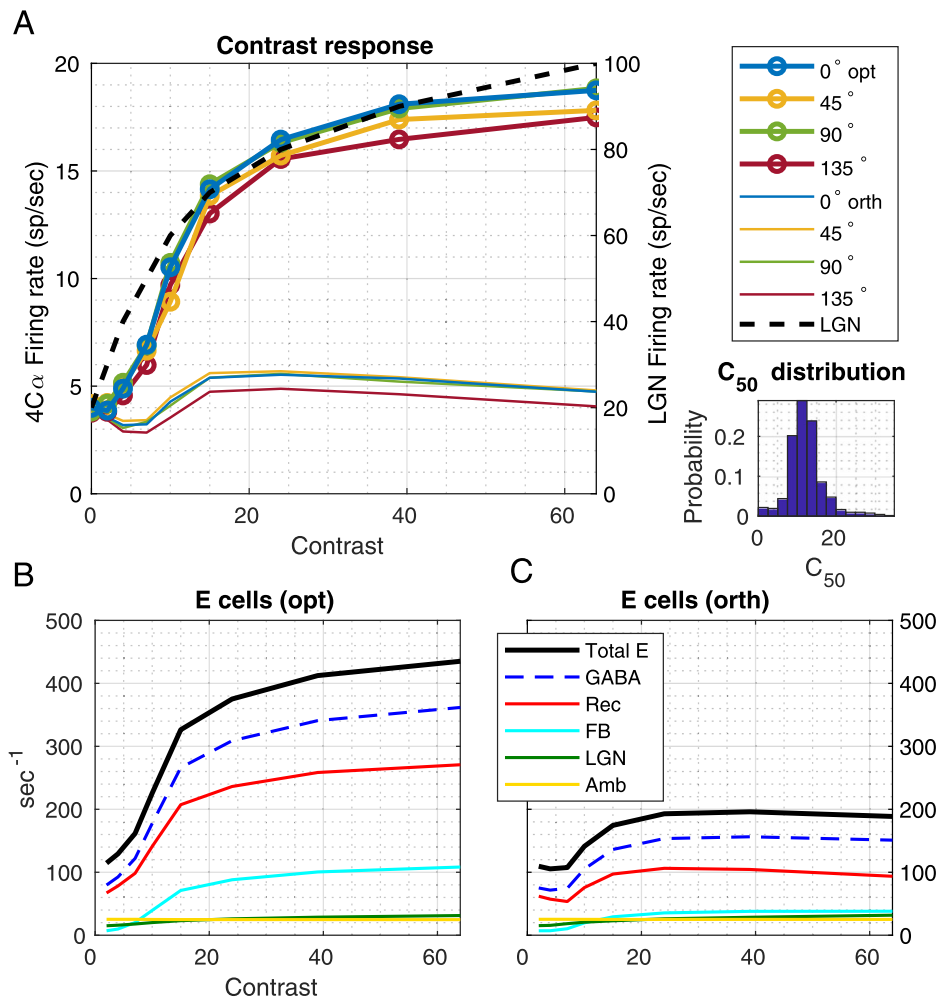 A
Contrast response
20
15
10
5
0
4Cα Firing rate (sp/sec)
100
80
60
40
20
0
LGN Firing rate (sp/sec)
0 20 40 60
Contrast
0° opt
45°
90°
135°
0° orth
45°
90°
135°
LGN
C50 distribution
0.2
0.1
0
Probability
0 20
C50
B
E cells (opt)
500
400
300
200
100
0
sec-1
0 20 40 60
Contrast
C
E cells (orth)
Total E
GABA
Rec
FB
LGN
Amb
500
400
300
200
100
0
0 20 40 60